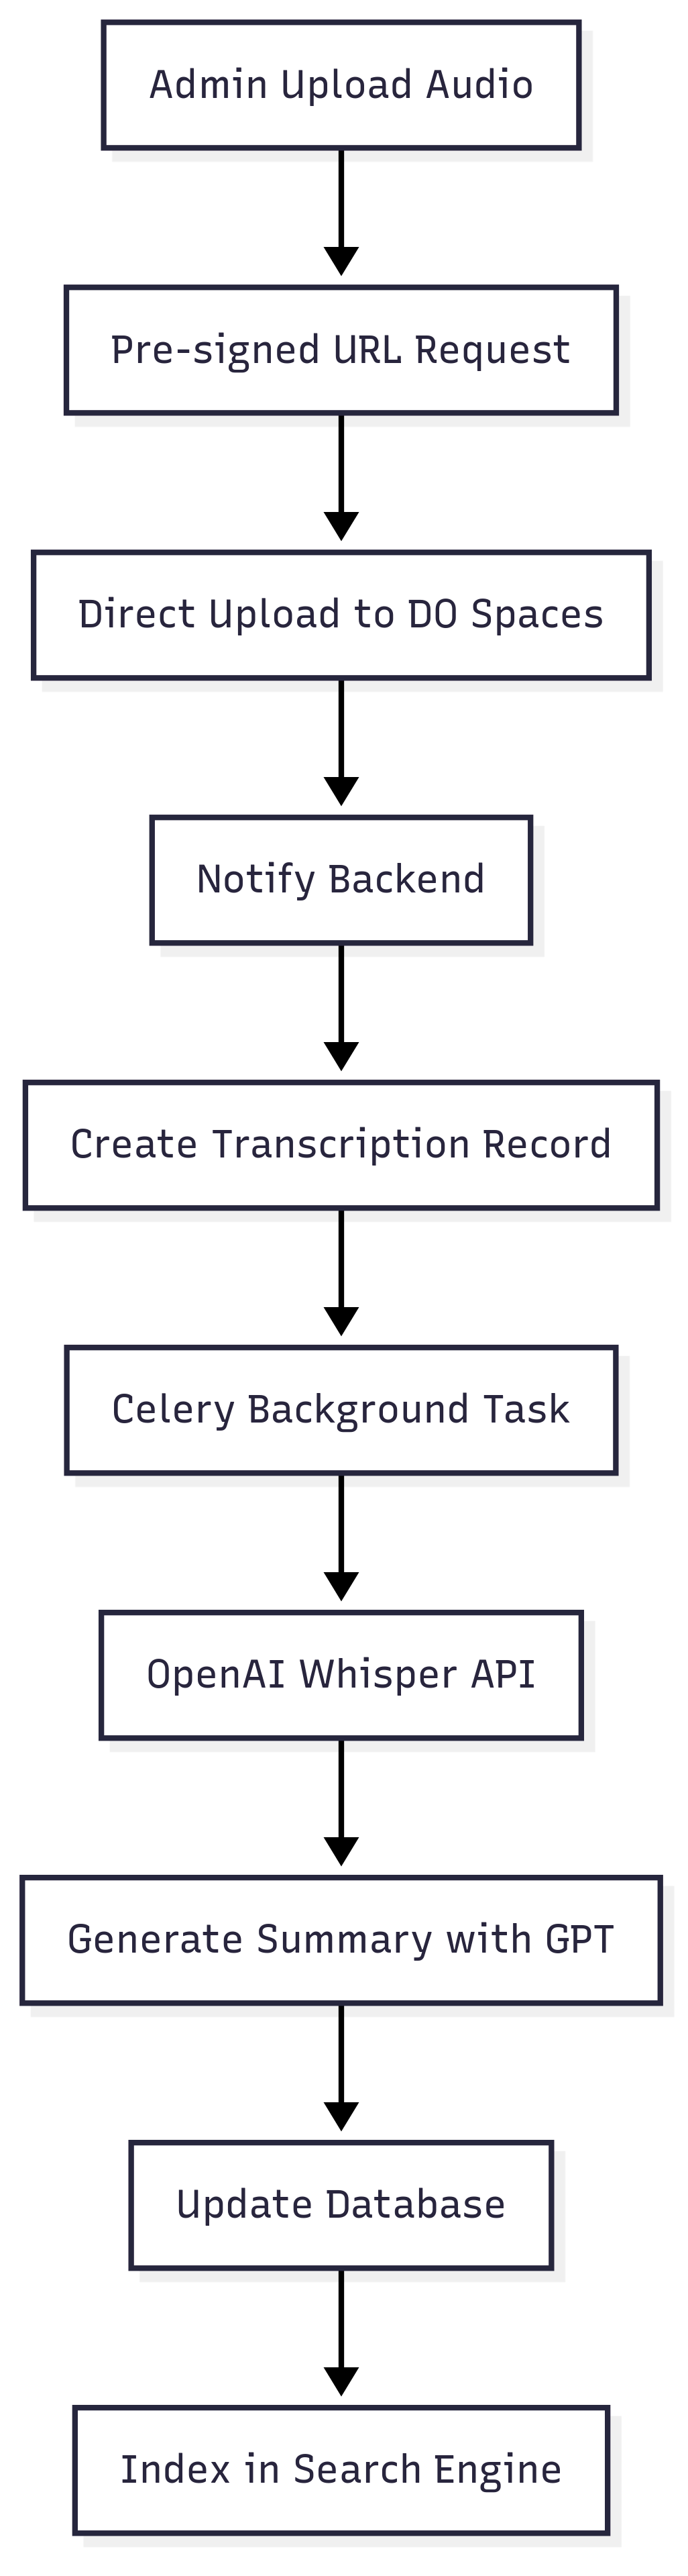 Admin Upload Audio
Pre-signed URL Request
Direct Upload to DO Spaces
Notify Backend
Create Transcription Record
Celery Background Task
OpenAI Whisper API
Generate Summary with GPT
Update Database
Index in Search Engine